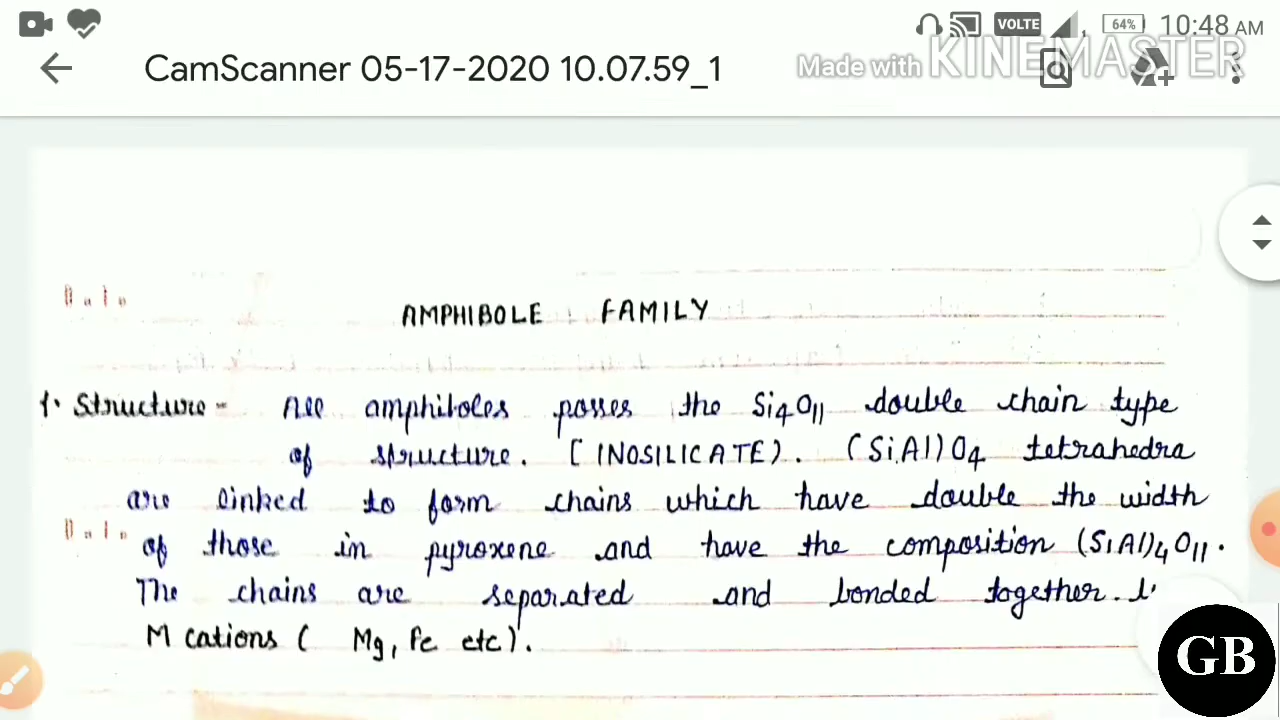 VOLTE 64% 10:48 AM
CamScanner 05-17-2020 10.07.59_1
Made with KINEMASTER
AMPHIBOLE FAMILY
1. Structure - All amphiboles posses the Si4O11 double chain type
of structure. [INOSILICATE). (Si.Al)O4 tetrahedra
are linked to form chains which have double the width
of those in pyroxene and have the composition (Si,Al)4O11.
The chains are separated and bonded together
M cations ( Mg, Fe etc).
GB